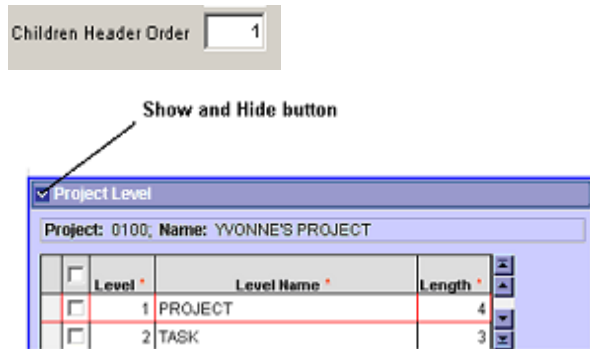 Children Header Order 1
Show and Hide button
Project Level
Project: 0100; Name: YVONNE'S PROJECT
Level * Level Name * Length *
1 PROJECT 4
2 TASK 3